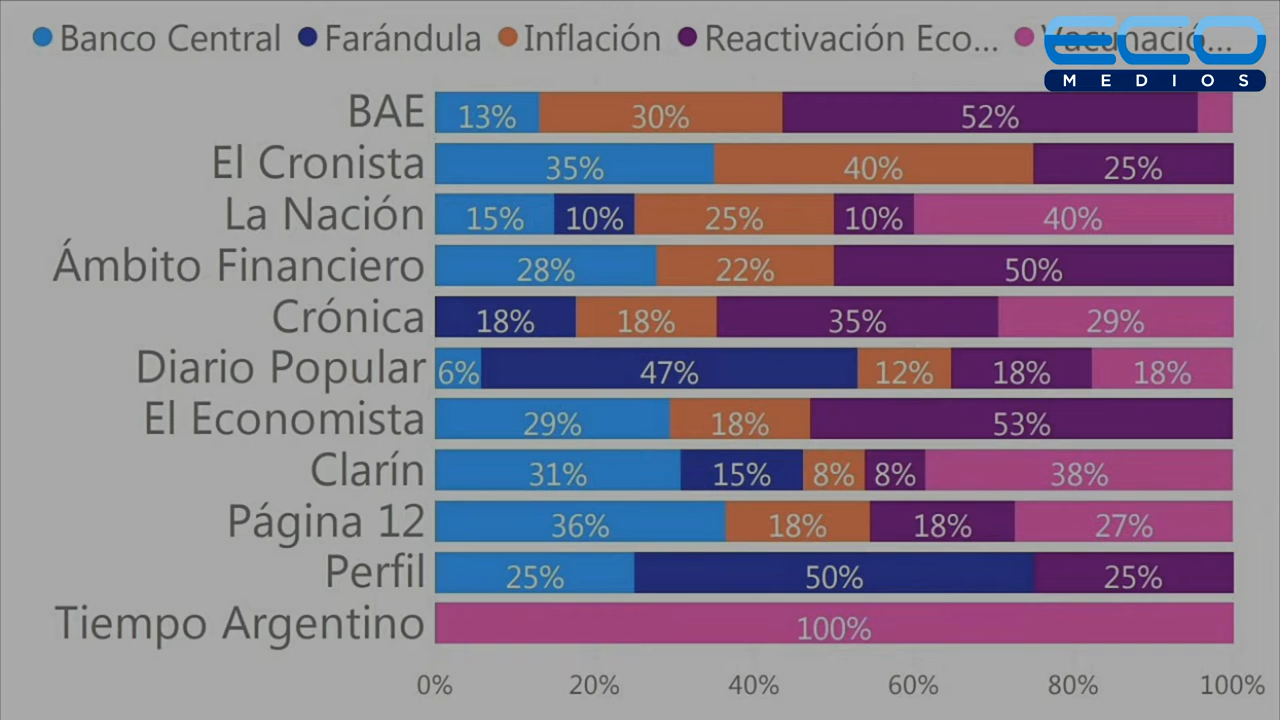 Banco Central Farándula Inflación Reactivación Eco... Vacunació...
ECO
MEDIOS
BAE 13% 30% 52%
El Cronista 35% 40% 25%
La Nación 15% 10% 25% 10% 40%
Ámbito Financiero 28% 22% 50%
Crónica 18% 18% 35% 29%
Diario Popular 6% 47% 12% 18% 18%
El Economista 29% 18% 53%
Clarín 31% 15% 8% 8% 38%
Página 12 36% 18% 18% 27%
Perfil 25% 50% 25%
Tiempo Argentino 100%
0% 20% 40% 60% 80% 100%